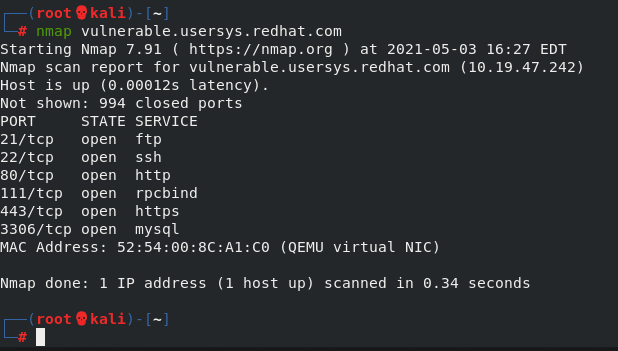 ┌──(root💀kali)-[~]
└─# nmap vulnerable.usersys.redhat.com
Starting Nmap 7.91 ( https://nmap.org ) at 2021-05-03 16:27 EDT
Nmap scan report for vulnerable.usersys.redhat.com (10.19.47.242)
Host is up (0.00012s latency).
Not shown: 994 closed ports
PORT     STATE SERVICE
21/tcp   open  ftp
22/tcp   open  ssh
80/tcp   open  http
111/tcp  open  rpcbind
443/tcp  open  https
3306/tcp open  mysql
MAC Address: 52:54:00:8C:A1:C0 (QEMU virtual NIC)
Nmap done: 1 IP address (1 host up) scanned in 0.34 seconds
┌──(root💀kali)-[~]
└─#